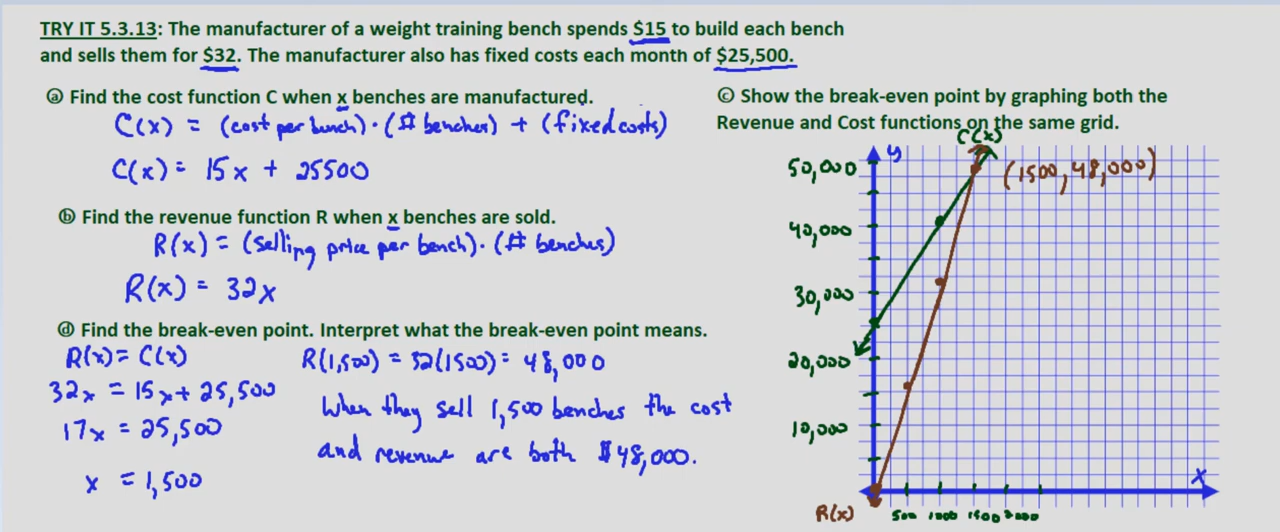 TRY IT 5.3.13: The manufacturer of a weight training bench spends $15 to build each bench
and sells them for $32. The manufacturer also has fixed costs each month of $25,500.
ⓐ Find the cost function C when x benches are manufactured.
C(x) = (cost per bench) · (# benches) + (fixed costs)
C(x) = 15x + 25500
ⓑ Find the revenue function R when x benches are sold.
R(x) = (selling price per bench) · (# benches)
R(x) = 32x
ⓓ Find the break-even point. Interpret what the break-even point means.
R(x) = C(x)
32x = 15x + 25,500
17x = 25,500
x = 1,500
R(1,500) = 32(1500) = 48,000
When they sell 1,500 benches the cost
and revenue are both $48,000.
ⓒ Show the break-even point by graphing both the
Revenue and Cost functions on the same grid.
C(x)
y
(1500, 48,000)
50,000
40,000
30,000
20,000
10,000
x
R(x)
500 1000 1500 2000